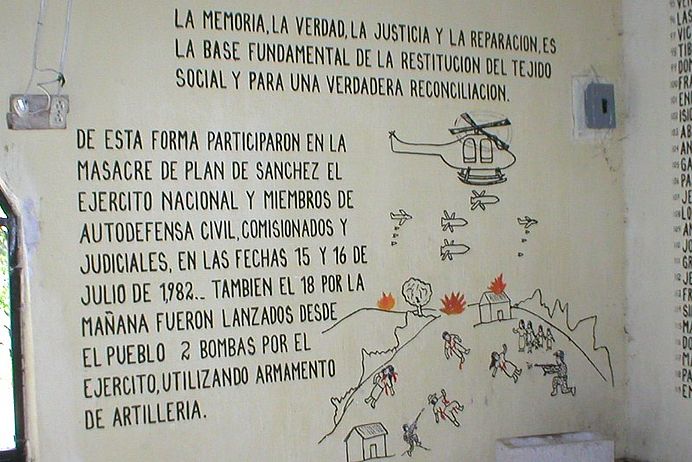 LA MEMORIA, LA VERDAD, LA JUSTICIA Y LA REPARACION, ES
LA BASE FUNDAMENTAL DE LA RESTITUCION DEL TEJIDO
SOCIAL Y PARA UNA VERDADERA RECONCILIACION.
DE ESTA FORMA PARTICIPARON EN LA
MASACRE DE PLAN DE SANCHEZ EL
EJERCITO NACIONAL Y MIEMBROS DE
AUTODEFENSA CIVIL, COMISIONADOS Y
JUDICIALES, EN LAS FECHAS 15 Y 16 DE
JULIO DE 1,982.. TAMBIEN EL 18 POR LA
MAÑANA FUERON LANZADOS DESDE
EL PUEBLO 2 BOMBAS POR EL
EJERCITO, UTILIZANDO ARMAMENTO
DE ARTILLERIA.